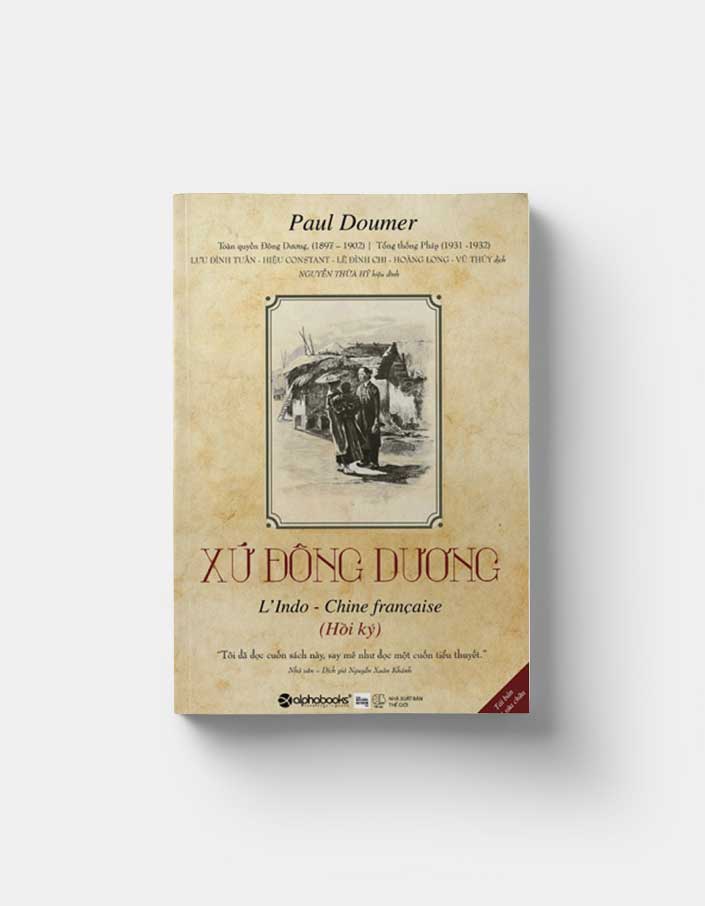 Paul Doumer
Toàn quyền Đông Dương, (1897 – 1902) | Tổng thống Pháp (1931 -1932)
LƯU ĐÌNH TUÂN - HIỆU CONSTANT - LÊ ĐÌNH CHI - HOÀNG LONG - VŨ THÚY dịch
NGUYỄN THỪA HỶ hiệu đính
XỨ ĐÔNG DƯƠNG
L'Indo - Chine française
(Hồi ký)
“Tôi đã đọc cuốn sách này, say mê như đọc một cuốn tiểu thuyết.”
Nhà văn – Dịch giả Nguyễn Xuân Khánh
alphabooks
NHÀ XUẤT BẢN
THẾ GIỚI
Tái bản